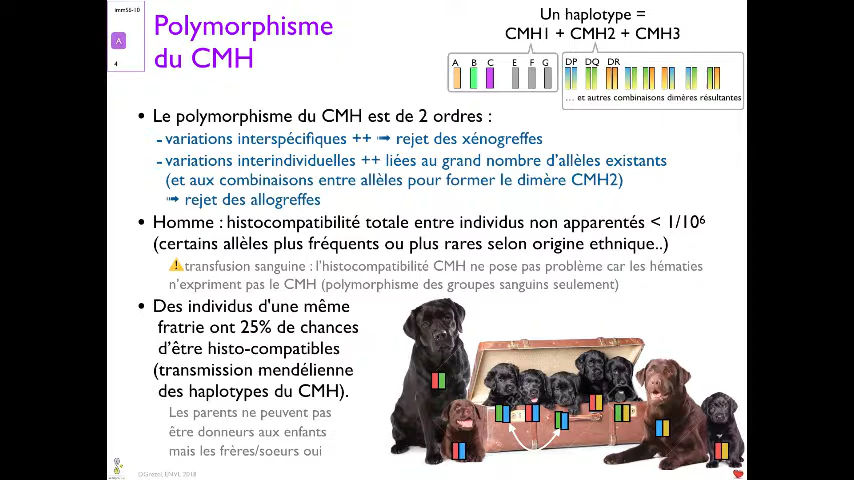 imm56-10
A
4
Polymorphisme
du CMH
Un haplotype =
CMH1 + CMH2 + CMH3
A B C E F G
DP DQ DR
… et autres combinaisons dimères résultantes
• Le polymorphisme du CMH est de 2 ordres :
- variations interspécifiques ++ ➟ rejet des xénogreffes
- variations interindividuelles ++ liées au grand nombre d'allèles existants
(et aux combinaisons entre allèles pour former le dimère CMH2)
➟ rejet des allogreffes
• Homme : histocompatibilité totale entre individus non apparentés < 1/10⁶
(certains allèles plus fréquents ou plus rares selon origine ethnique..)
⚠transfusion sanguine : l'histocompatibilité CMH ne pose pas problème car les hématies
n'expriment pas le CMH (polymorphisme des groupes sanguins seulement)
• Des individus d'une même
fratrie ont 25% de chances
d'être histo-compatibles
(transmission mendélienne
des haplotypes du CMH).
Les parents ne peuvent pas
être donneurs aux enfants
mais les frères/soeurs oui